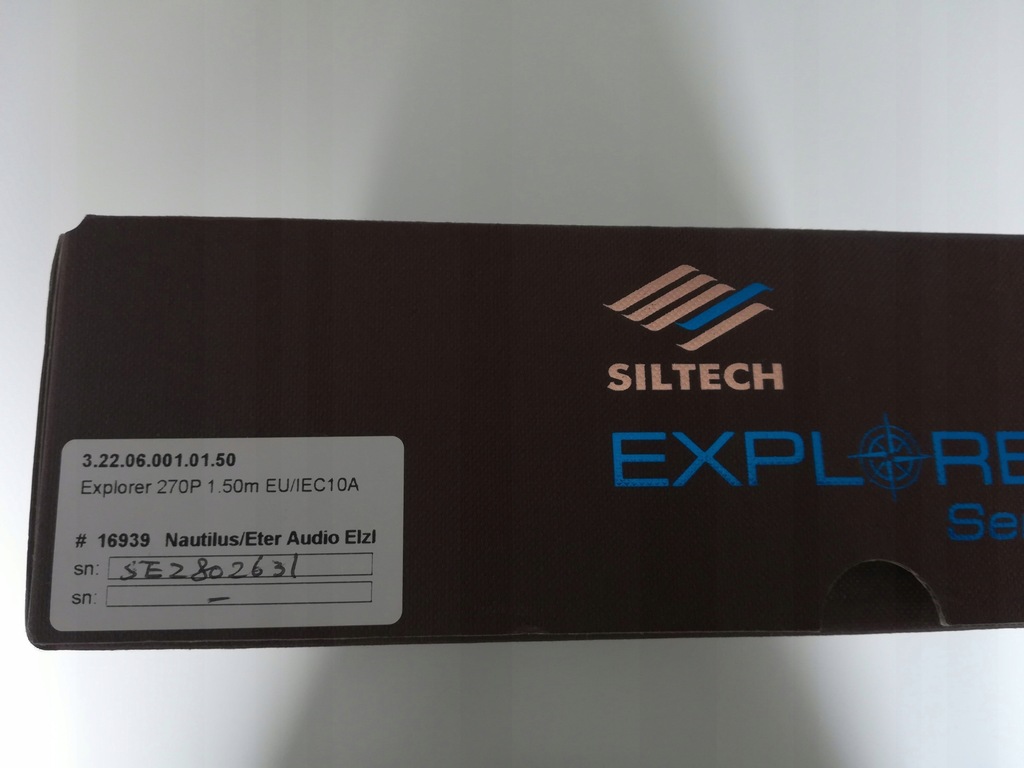 SILTECH
EXPLORE
Se
3.22.06.001.01.50
Explorer 270P 1.50m EU/IEC10A
# 16939 Nautilus/Eter Audio Elzl
sn: SE2802631
sn: –